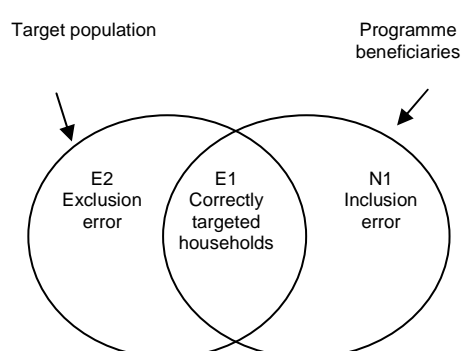 Target population
Programme
beneficiaries
E2
Exclusion
error
E1
Correctly
targeted
households
N1
Inclusion
error